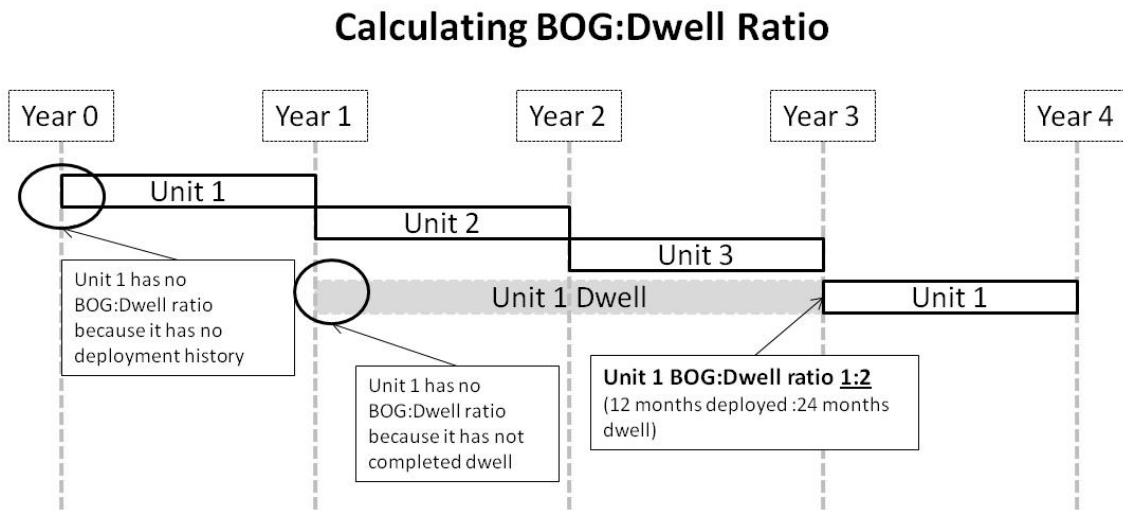 Calculating BOG:Dwell Ratio
Year 0
Year 1
Year 2
Year 3
Year 4
Unit 1
Unit 2
Unit 3
Unit 1 Dwell
Unit 1
Unit 1 has no
BOG:Dwell ratio
because it has no
deployment history
Unit 1 has no
BOG:Dwell ratio
because it has not
completed dwell
Unit 1 BOG:Dwell ratio 1:2
(12 months deployed :24 months
dwell)